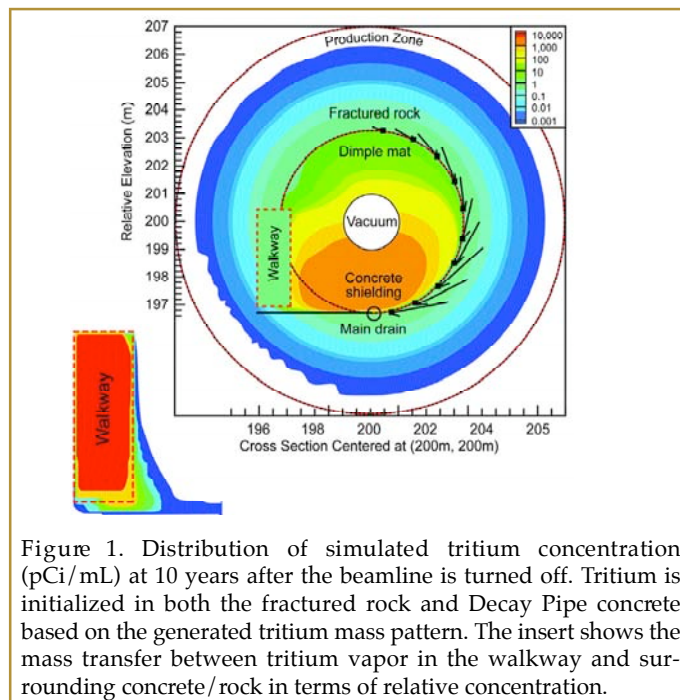 207
206
205
204
203
202
201
200
199
198
197
Relative Elevation (m)
Production Zone
10,000
1,000
100
10
1
0.1
0.01
0.001
Fractured rock
Dimple mat
Vacuum
Walkway
Concrete
shielding
Main drain
196 198 200 202 204 205
Cross Section Centered at (200m, 200m)
Walkway
Figure 1. Distribution of simulated tritium concentration
(pCi/mL) at 10 years after the beamline is turned off. Tritium is
initialized in both the fractured rock and Decay Pipe concrete
based on the generated tritium mass pattern. The insert shows the
mass transfer between tritium vapor in the walkway and sur-
rounding concrete/rock in terms of relative concentration.